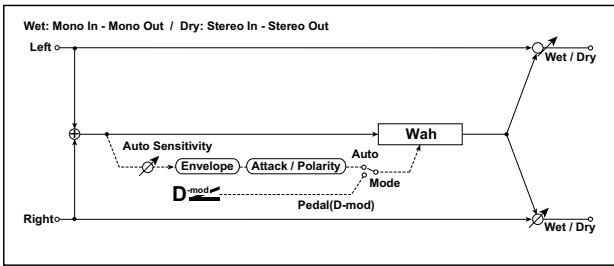 Wet: Mono In - Mono Out / Dry: Stereo In - Stereo Out
Left
Wet / Dry
Wah
Auto Sensitivity
Auto
Envelope
Attack / Polarity
Mode
D-mod
Pedal(D-mod)
Right
Wet / Dry